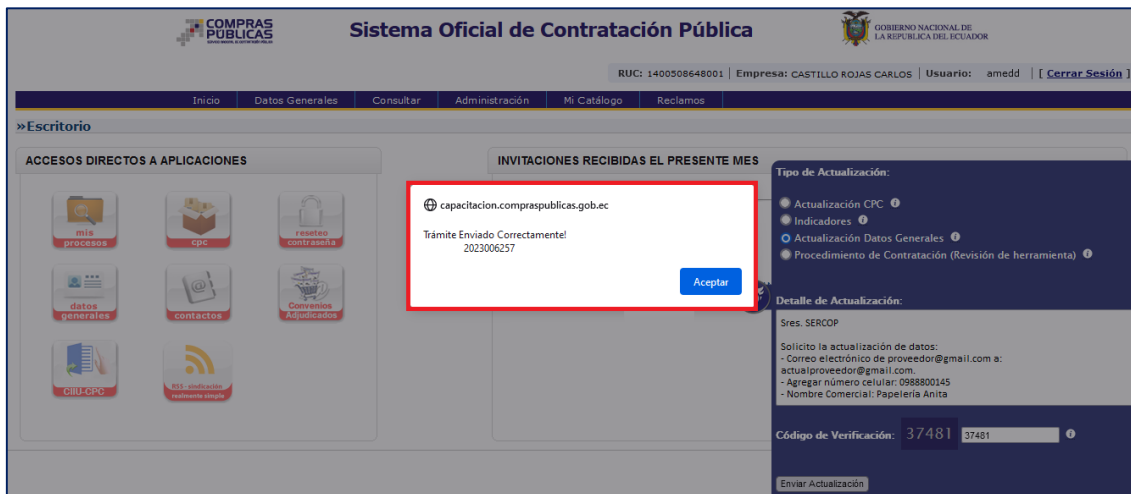 COMPRAS
PÚBLICAS
Sistema Oficial de Contratación Pública
GOBIERNO NACIONAL DE
LA REPUBLICA DEL ECUADOR
RUC: 1400508648001 | Empresa: CASTILLO ROJAS CARLOS | Usuario: amedd | [ Cerrar Sesión ]
Inicio Datos Generales Consultar Administración Mi Catálogo Reclamos
»Escritorio
ACCESOS DIRECTOS A APLICACIONES
mis
procesos
cpc
reseteo
contraseña
datos
generales
contactos
Convenios
Adjudicados
CIIU-CPC
RSS - sindicación
realmente simple
INVITACIONES RECIBIDAS EL PRESENTE MES
capacitacion.compraspublicas.gob.ec
Trámite Enviado Correctamente!
2023006257
Aceptar
Tipo de Actualización:
Actualización CPC
Indicadores
Actualización Datos Generales
Procedimiento de Contratación (Revisión de herramienta)
Detalle de Actualización:
Sres. SERCOP
Solicito la actualización de datos:
- Correo electrónico de proveedor@gmail.com a:
actualproveedor@gmail.com.
- Agregar número celular: 0988800145
- Nombre Comercial: Papelería Anita
Código de Verificación: 37481 37481
Enviar Actualización